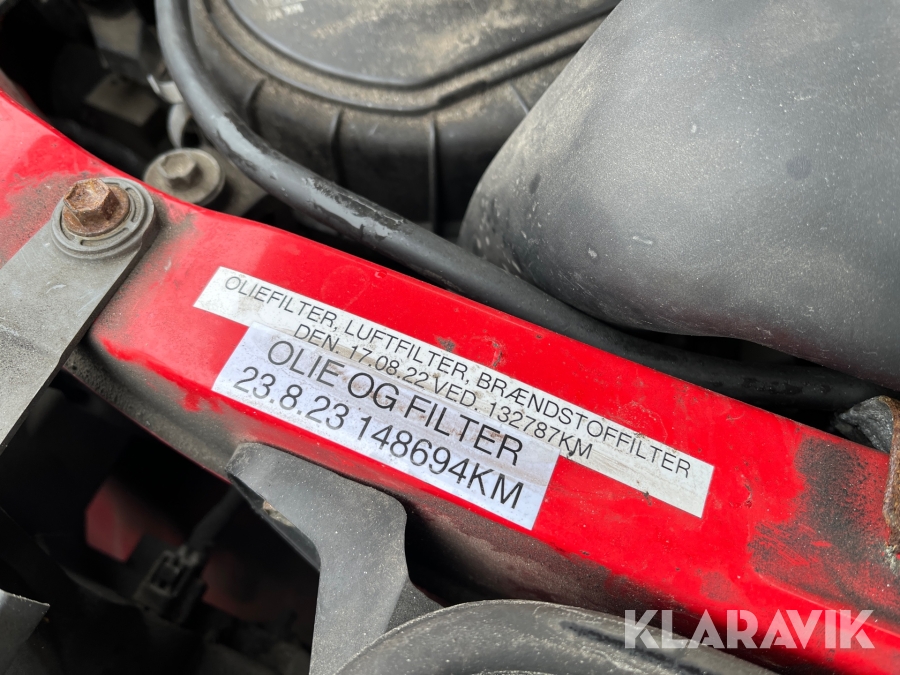 OLIEFILTER, LUFTFILTER, BRÆNDSTOFFILTER
DEN. 17.08.22 VED. 132787KM
OLIE OG FILTER
23.8.23 148694KM
KLARAVIK